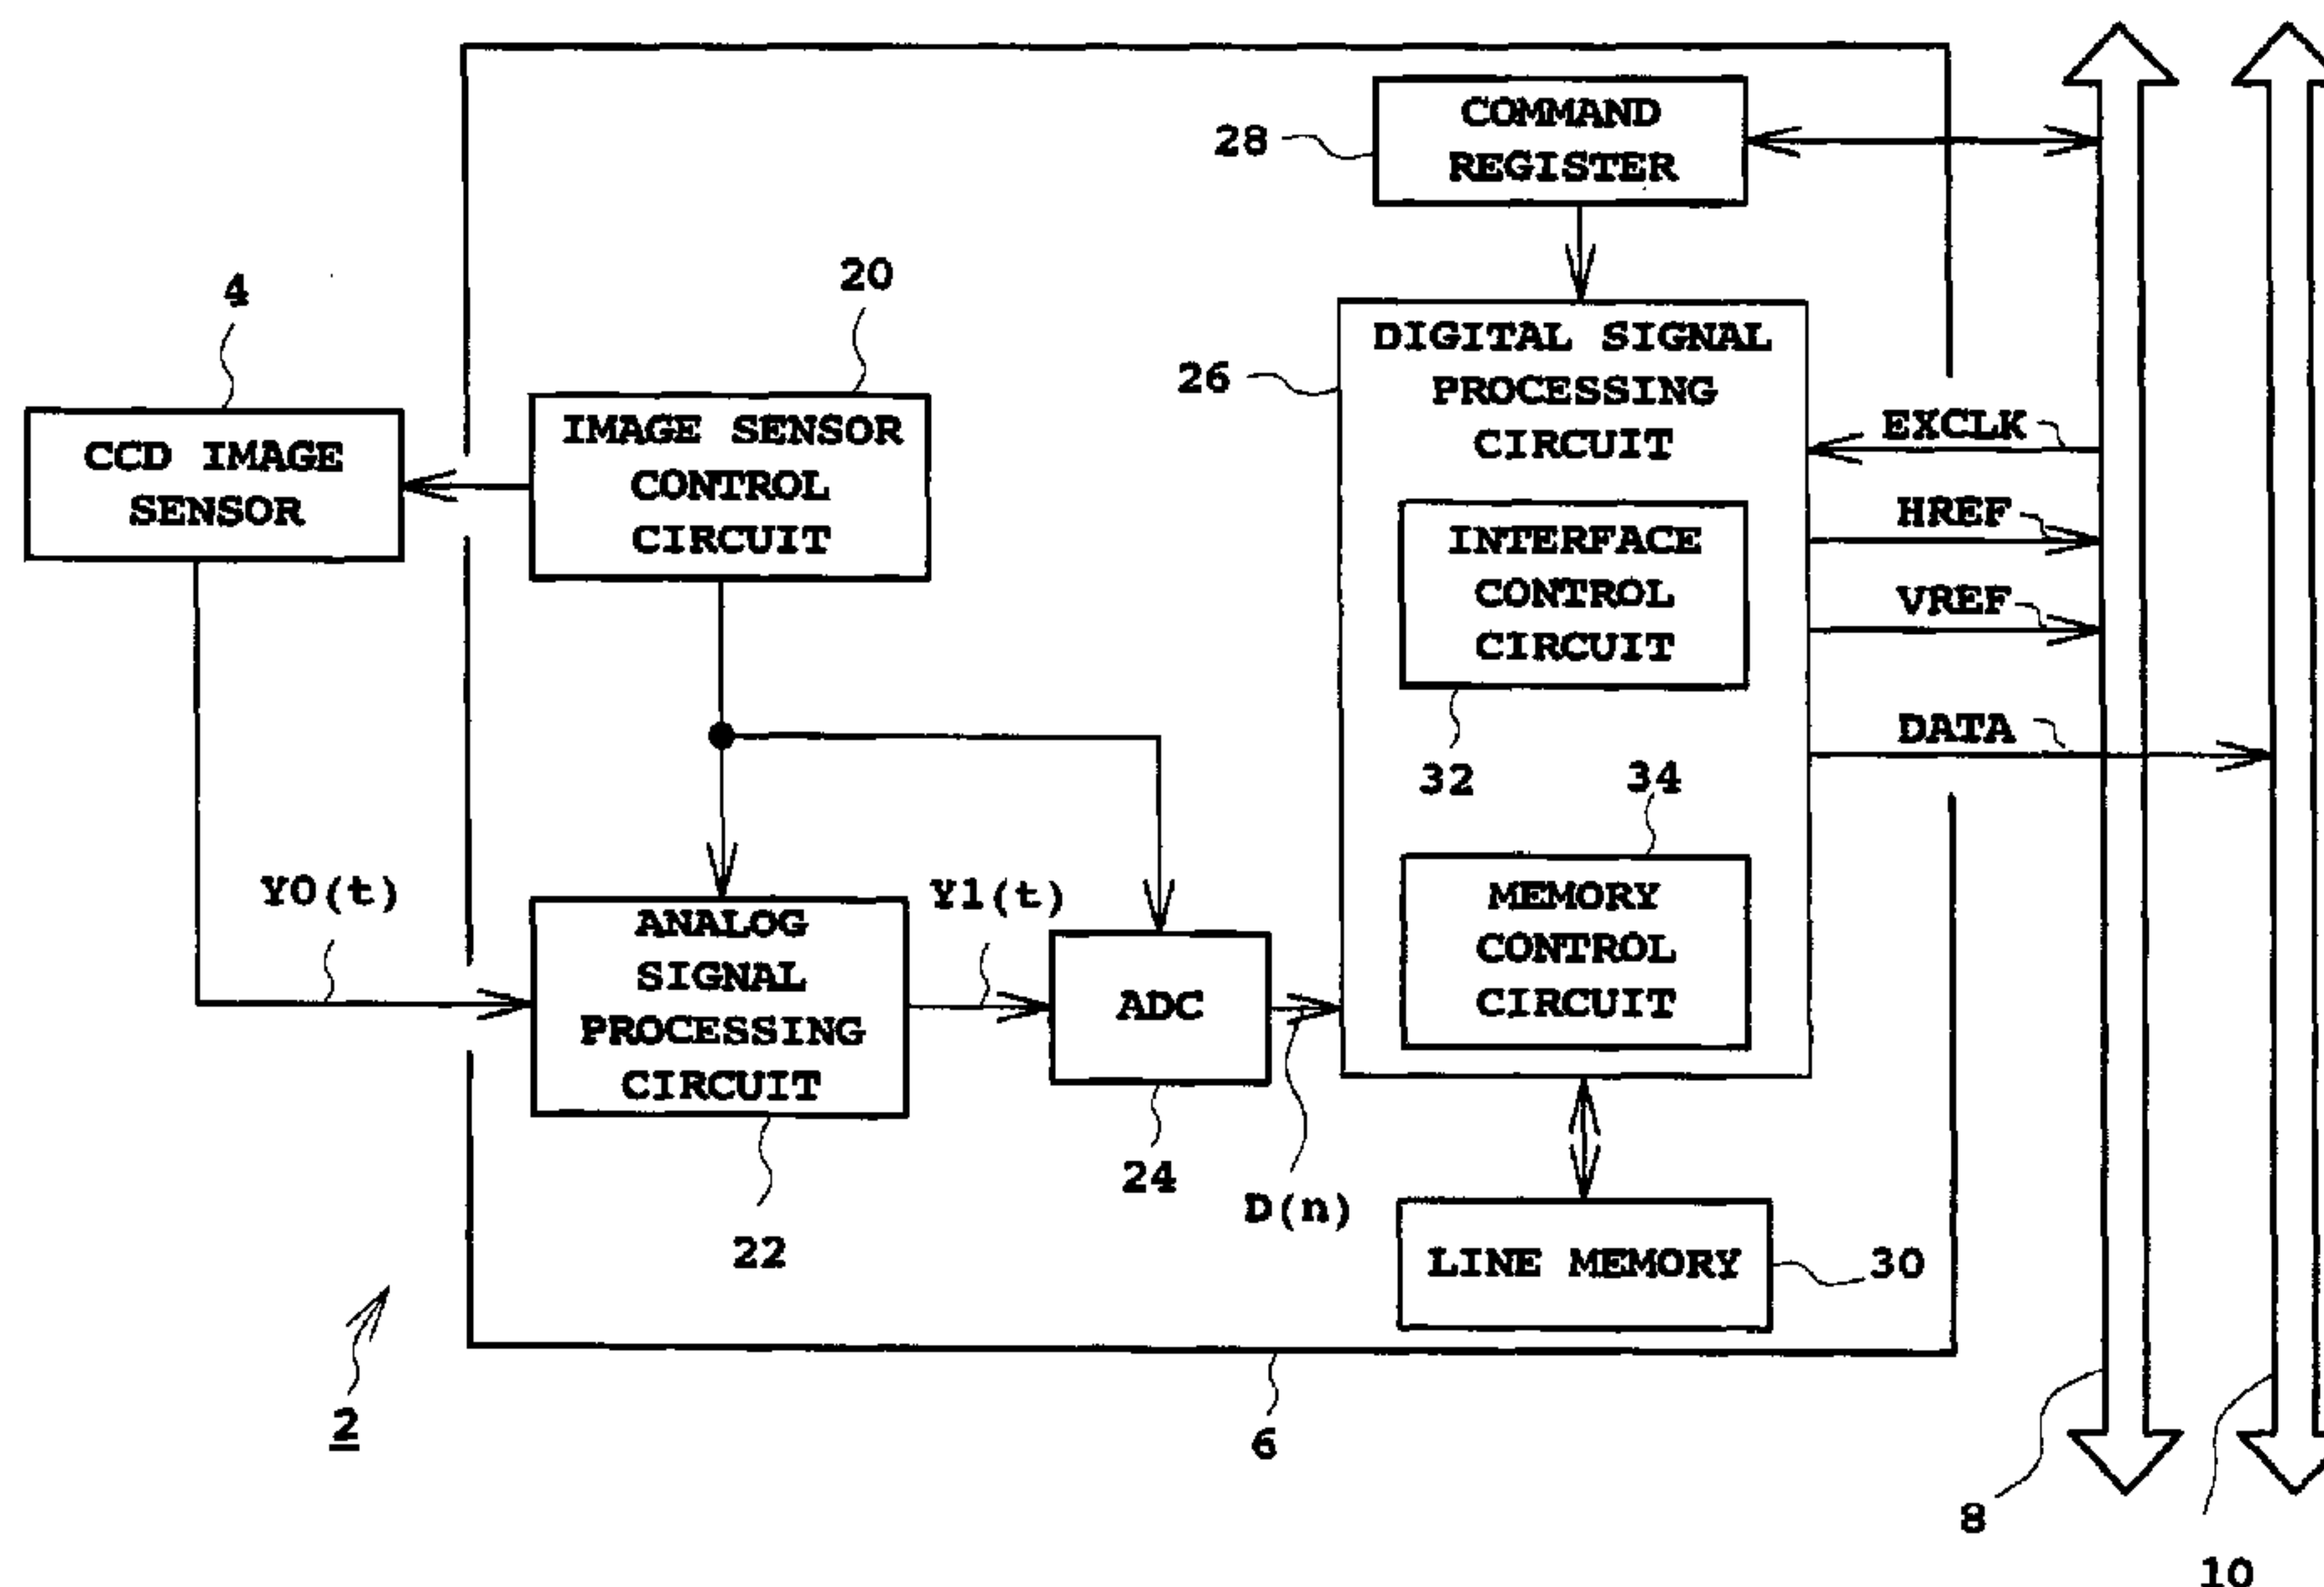 COMMAND
REGISTER
28
4
20
DIGITAL SIGNAL
PROCESSING
CIRCUIT
26
CCD IMAGE
SENSOR
IMAGE SENSOR
CONTROL
CIRCUIT
EXCLK
HREF
VREF
DATA
INTERFACE
CONTROL
CIRCUIT
32
34
Y0(t)
ANALOG
SIGNAL
PROCESSING
CIRCUIT
Y1(t)
ADC
MEMORY
CONTROL
CIRCUIT
22
24
D(n)
LINE MEMORY
30
2
6
8
10